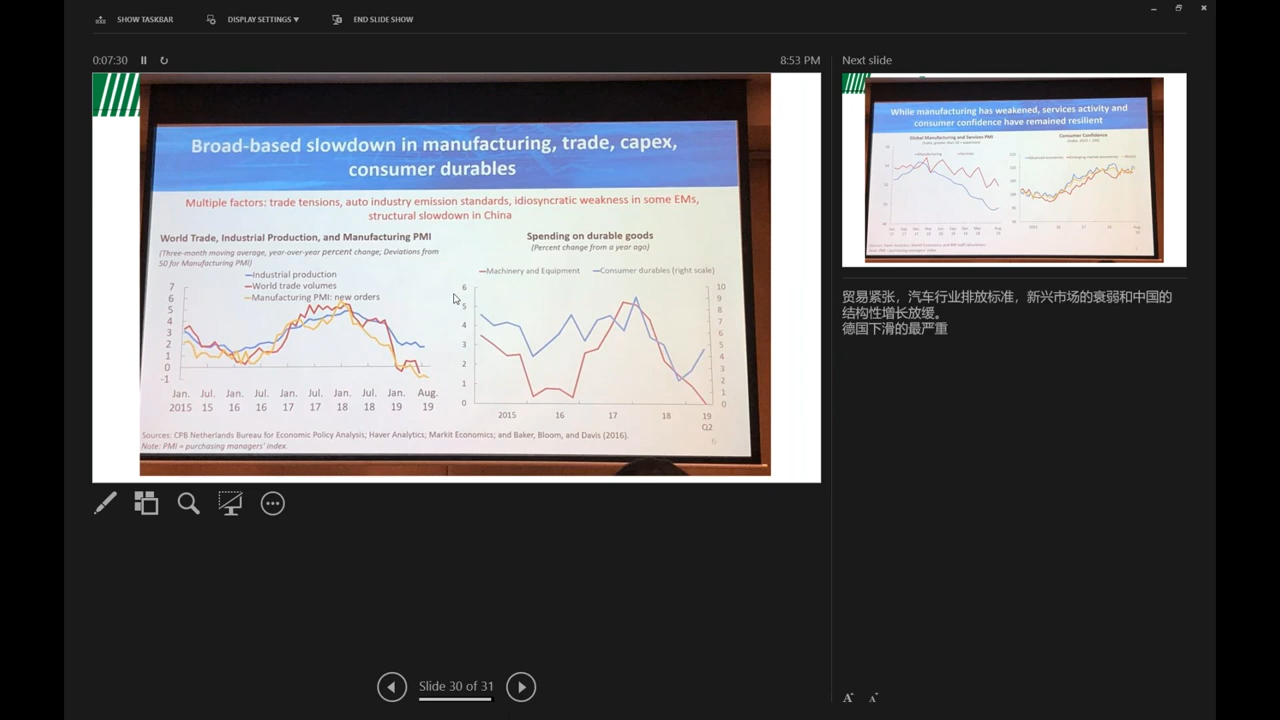 SHOW TASKBAR
DISPLAY SETTINGS ▼
END SLIDE SHOW
0:07:30
8:53 PM
Broad-based slowdown in manufacturing, trade, capex,
consumer durables
Multiple factors: trade tensions, auto industry emission standards, idiosyncratic weakness in some EMs,
structural slowdown in China
World Trade, Industrial Production, and Manufacturing PMI
(Three-month moving average, year-over-year percent change; Deviations from
50 for Manufacturing PMI)
Industrial production
World trade volumes
Manufacturing PMI: new orders
7
6
5
4
3
2
1
0
-1
Jan. Jul. Jan. Jul. Jan. Jul. Jan. Jul. Jan. Aug.
2015 15 16 16 17 17 18 18 19 19
Spending on durable goods
(Percent change from a year ago)
Machinery and Equipment
Consumer durables (right scale)
6
5
4
3
2
1
0
10
9
8
7
6
5
4
3
2
1
0
2015 16 17 18 19
Q2
Sources: CPB Netherlands Bureau for Economic Policy Analysis; Haver Analytics; Markit Economics; and Baker, Bloom, and Davis (2016).
Note: PMI = purchasing managers' index.
6
Slide 30 of 31
Next slide
While manufacturing has weakened, services activity and
consumer confidence have remained resilient
Global Manufacturing and Services PMI
Consumer Confidence
贸易紧张，汽车行业排放标准，新兴市场的衰弱和中国的
结构性增长放缓。
德国下滑的最严重
A
A